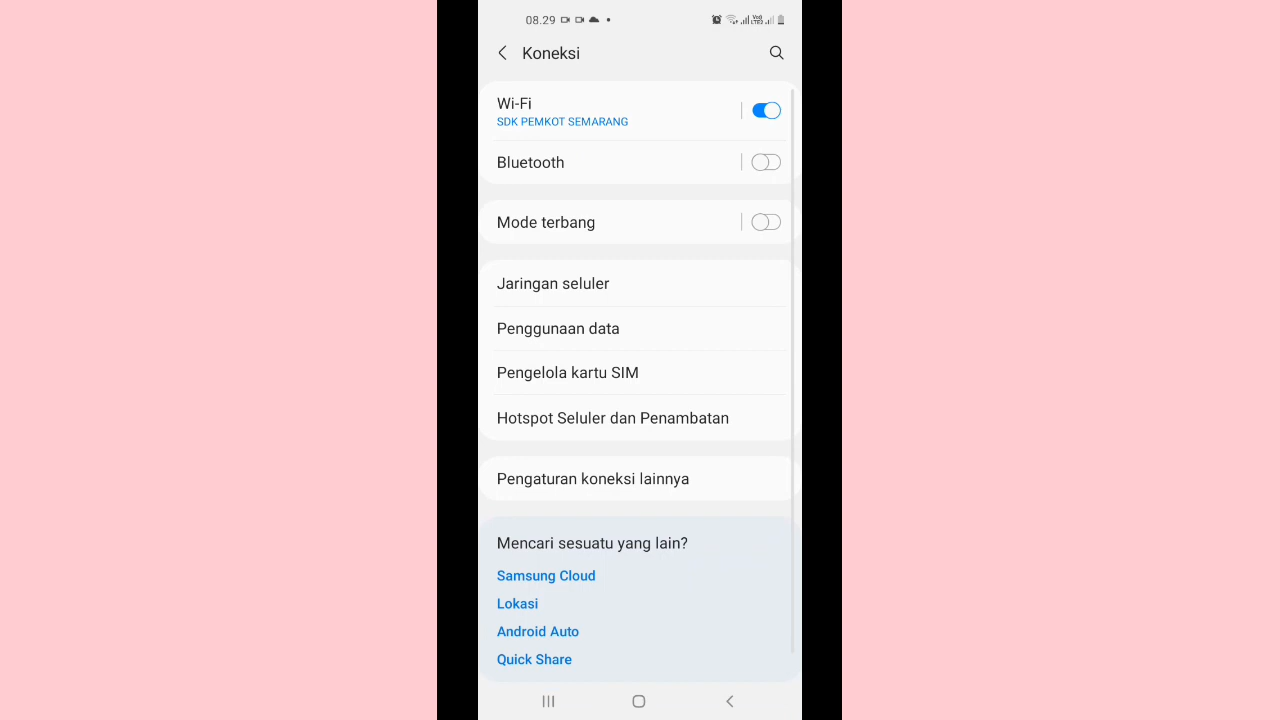 08.29
Koneksi
Wi-Fi
SDK PEMKOT SEMARANG
Bluetooth
Mode terbang
Jaringan seluler
Penggunaan data
Pengelola kartu SIM
Hotspot Seluler dan Penambatan
Pengaturan koneksi lainnya
Mencari sesuatu yang lain?
Samsung Cloud
Lokasi
Android Auto
Quick Share